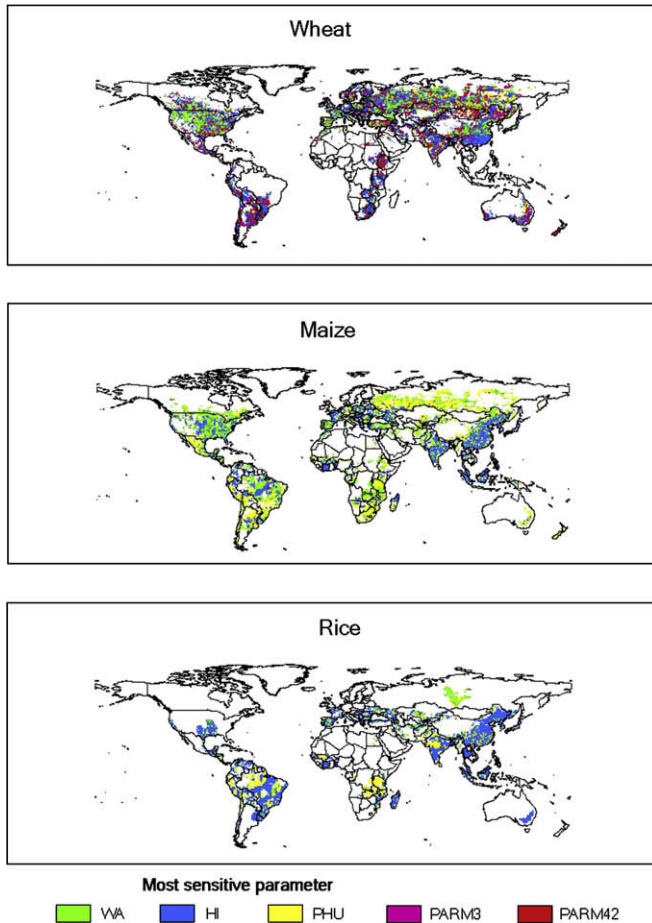 Wheat
Maize
Rice
Most sensitive parameter
WA HI PHU PARM3 PARM42